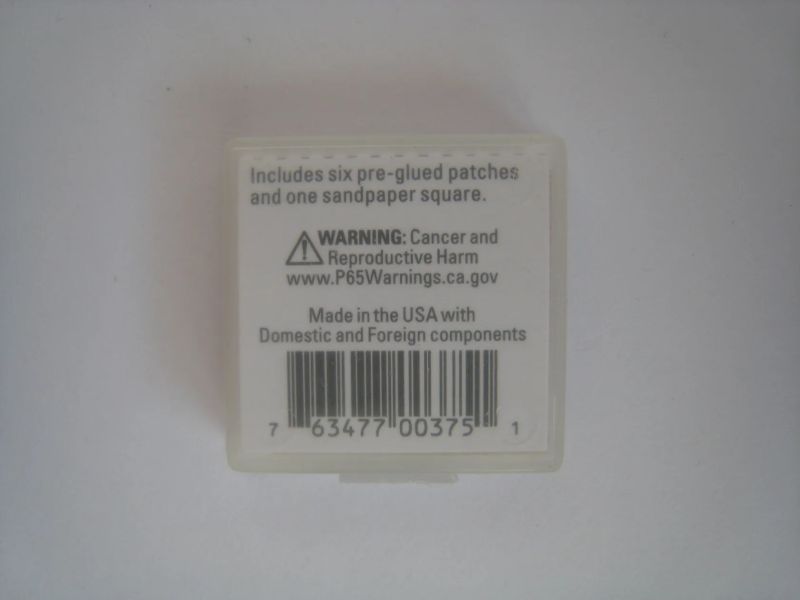 Includes six pre-glued patches
and one sandpaper square.
WARNING: Cancer and
Reproductive Harm
www.P65Warnings.ca.gov
Made in the USA with
Domestic and Foreign components
7 63477 00375 1